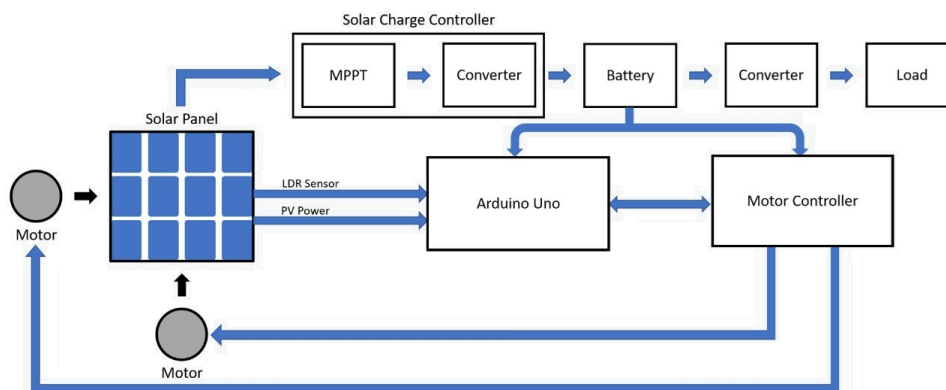 Solar Charge Controller
MPPT
Converter
Battery
Converter
Load
Solar Panel
LDR Sensor
PV Power
Arduino Uno
Motor Controller
Motor
Motor